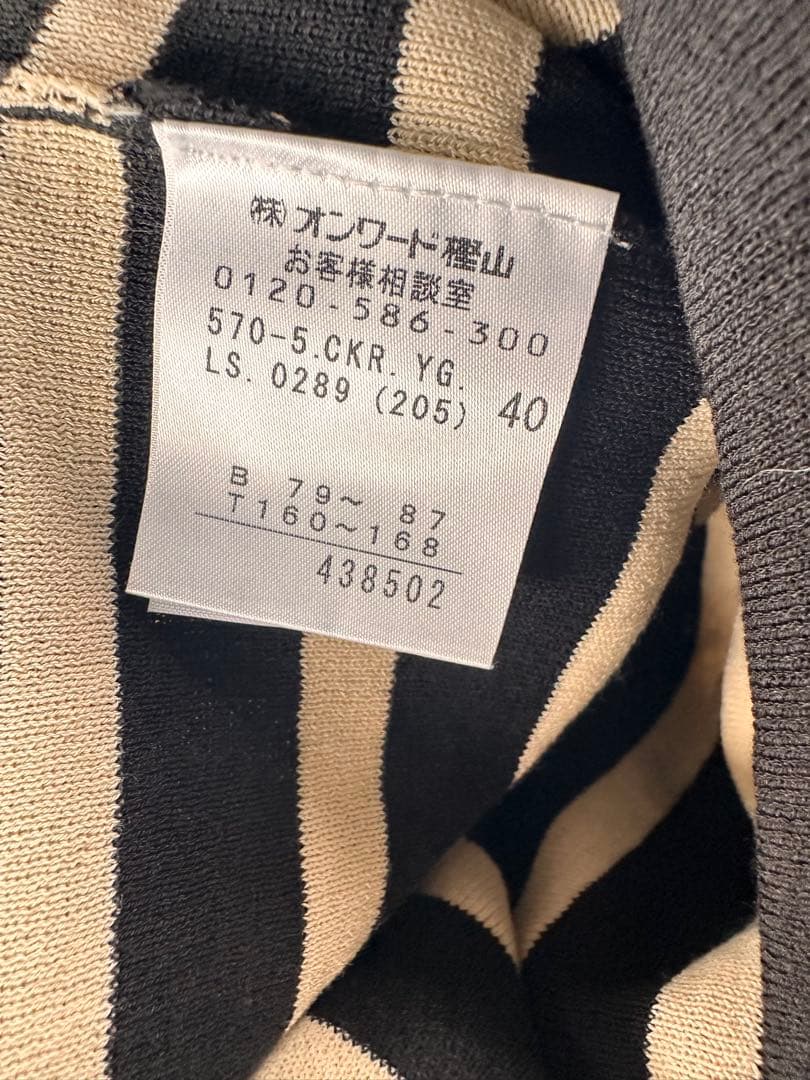 (株)オンワード樫山
お客様相談室
0120-586-300
570-5.CKR. YG.
LS. 0289 (205) 40
B 79〜 87
T160〜168
438502